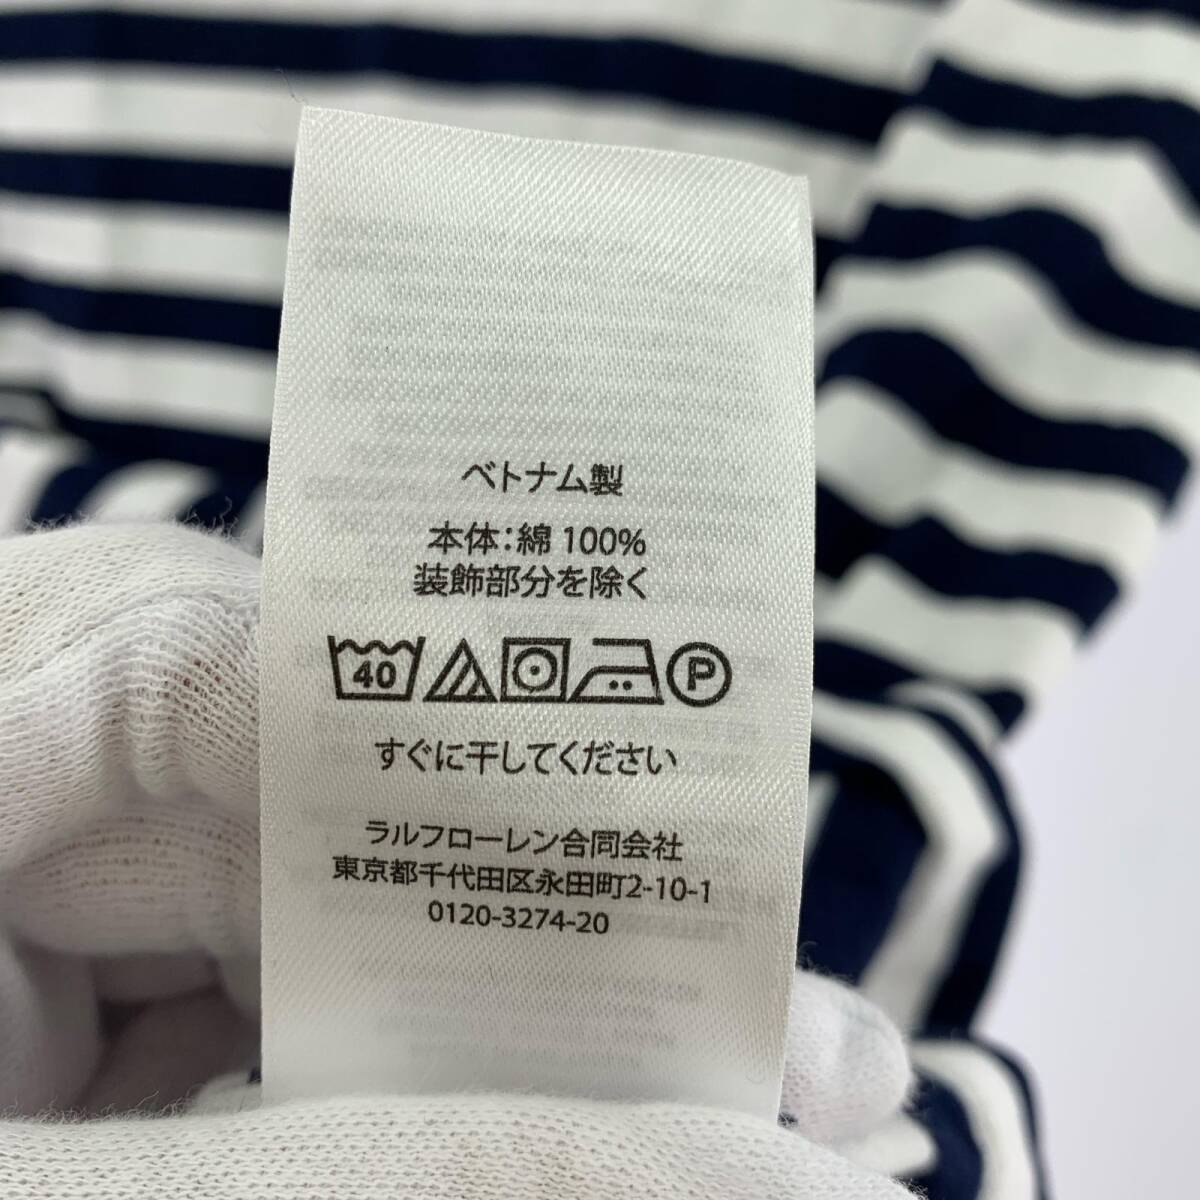 ベトナム製
本体：綿 100%
装飾部分を除く
40 P
すぐに干してください
ラルフローレン合同会社
東京都千代田区永田町2-10-1
0120-3274-20